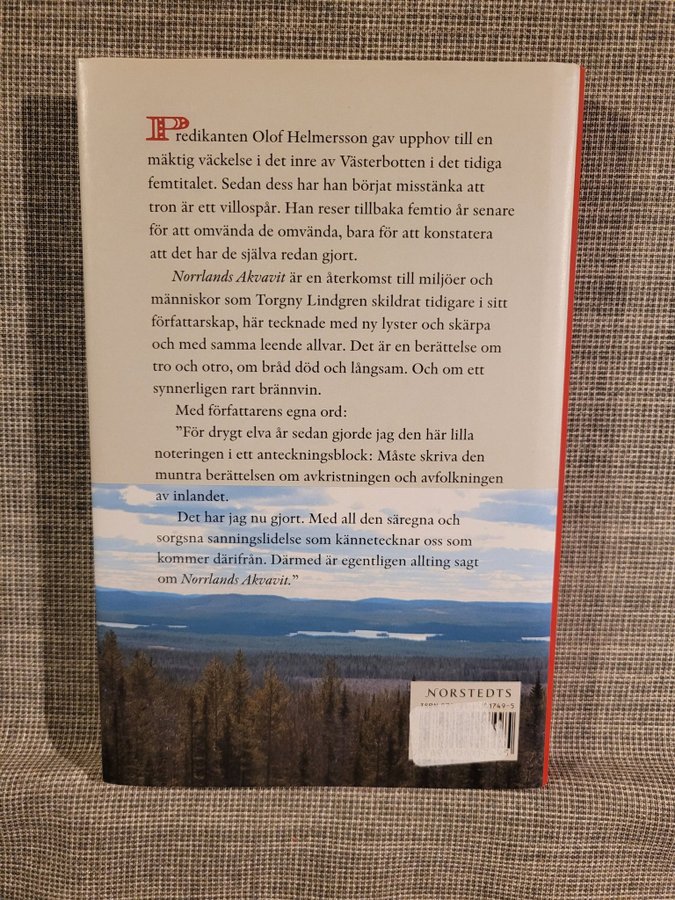 Predikanten Olof Helmersson gav upphov till en
mäktig väckelse i det inre av Västerbotten i det tidiga
femtitalet. Sedan dess har han börjat misstänka att
tron är ett villospår. Han reser tillbaka femtio år senare
för att omvända de omvända, bara för att konstatera
att det har de själva redan gjort.
Norrlands Akvavit är en återkomst till miljöer och
människor som Torgny Lindgren skildrat tidigare i sitt
författarskap, här tecknade med ny lyster och skärpa
och med samma leende allvar. Det är en berättelse om
tro och otro, om bråd död och långsam. Och om ett
synnerligen rart brännvin.
Med författarens egna ord:
”För drygt elva år sedan gjorde jag den här lilla
noteringen i ett anteckningsblock: Måste skriva den
muntra berättelsen om avkristningen och avfolkningen
av inlandet.
Det har jag nu gjort. Med all den säregna och
sorgsna sanningslidelse som kännetecknar oss som
kommer därifrån. Därmed är egentligen allting sagt
om Norrlands Akvavit.”
NORSTEDTS
1749-5